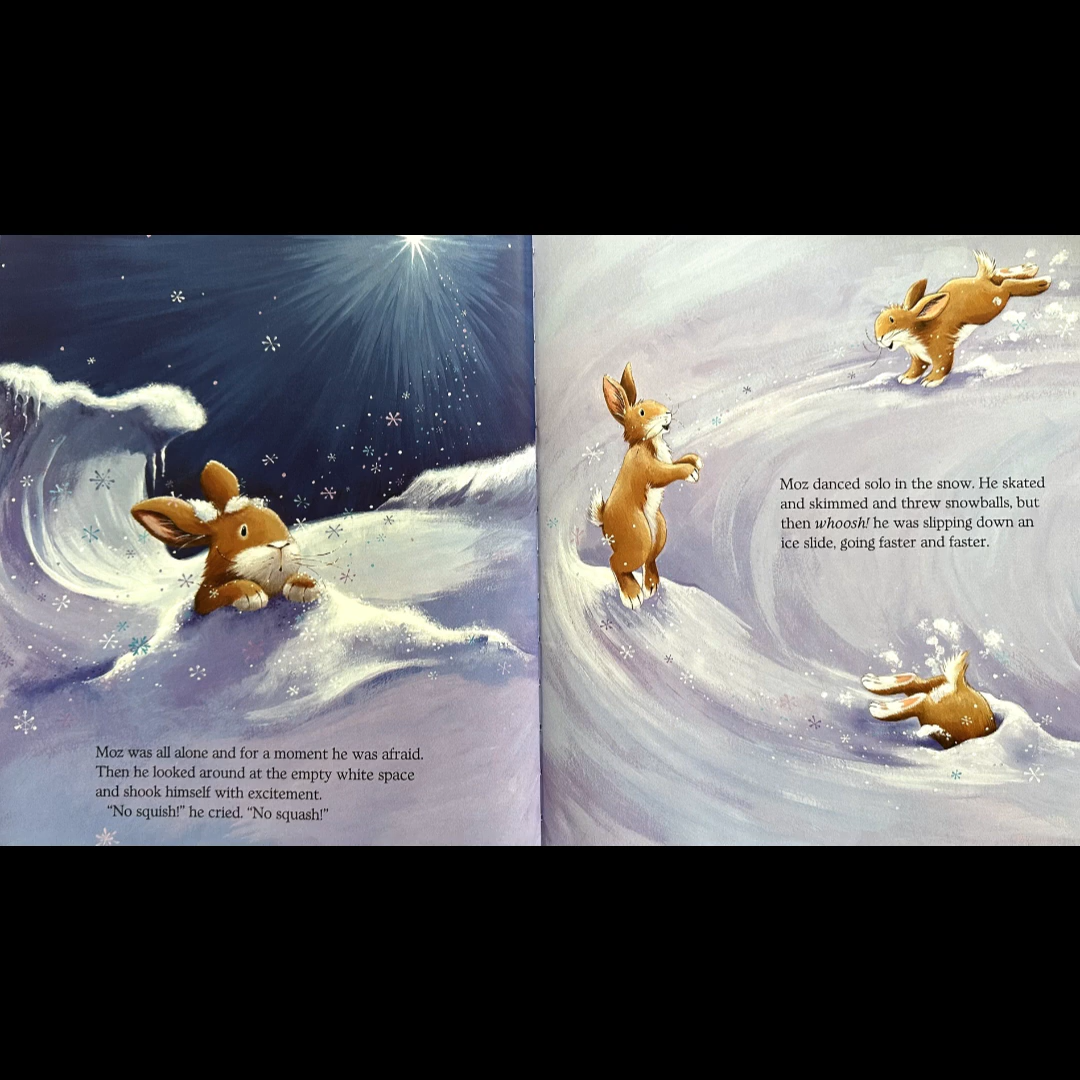 Moz was all alone and for a moment he was afraid.
Then he looked around at the empty white space
and shook himself with excitement.
“No squish!” he cried. “No squash!”
Moz danced solo in the snow. He skated
and skimmed and threw snowballs, but
then whoosh! he was slipping down an
ice slide, going faster and faster.